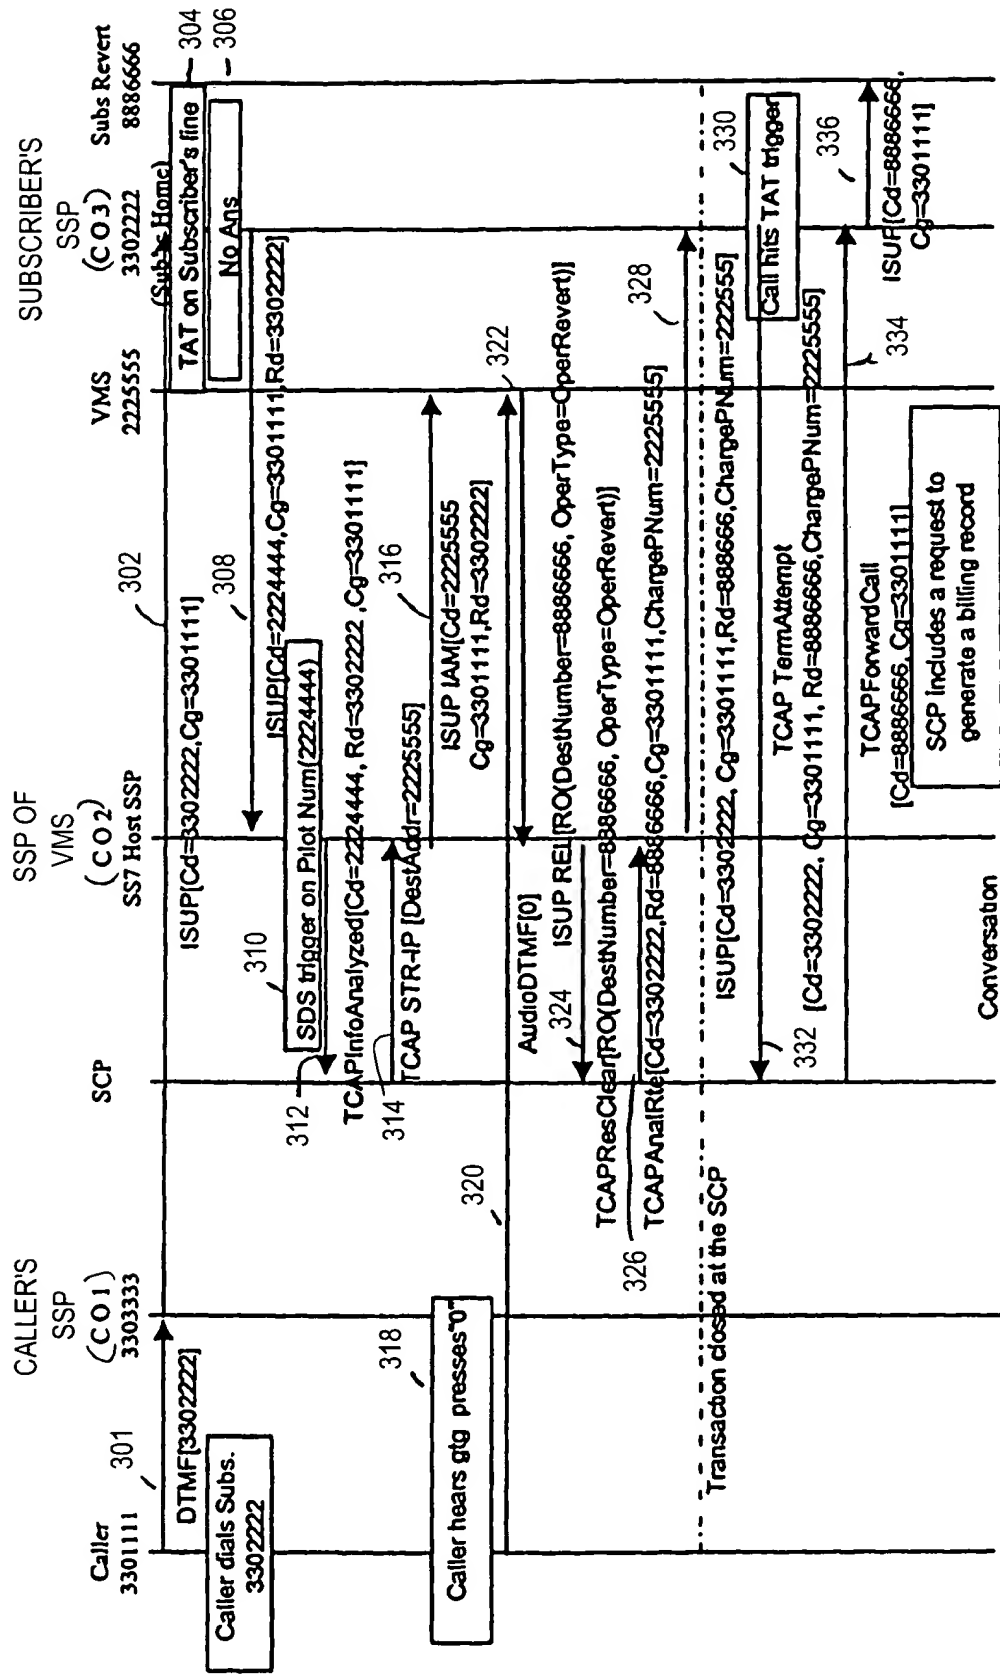 CALLER'S
SSP
(CO1)
SSP OF
VMS
(CO2)
SUBSCRIBER'S
SSP
(CO3)
Caller
3301111
3303333
SCP
SS7 Host SSP
VMS
2225555
3302222
(Subs Home)
Subs Revert
8886666
301
DTMF[3302222]
Caller dials Subs.
3302222
302
ISUP[Cd=3302222,Cg=3301111]
TAT on Subscriber's line
304
No Ans
306
308
ISUP[Cd=2224444,Cg=3301111,Rd=3302222]
310
SDS trigger on Pilot Num(2224444)
312
TCAPInfoAnalyzed[Cd=2224444, Rd=3302222 ,Cg=3301111]
314
TCAP STR-IP [DestAddr=2225555]
316
ISUP IAM[Cd=2225555
Cg=3301111,Rd=3302222]
318
Caller hears gtg presses"0"
320
AudioDTMF[0]
322
ISUP REL[RO(DestNumber=8886666, OperType=OperRevert)]
324
TCAPResClear[RO(DestNumber=8886666, OperType=OperRevert)]
326
TCAPAnalRte[Cd=3302222,Rd=8886666,Cg=3301111,ChargePNum=2225555]
328
Transaction closed at the SCP
ISUP[Cd=3302222, Cg=3301111,Rd=888666,ChargePNum=222555]
330
Call hits TAT trigger
TCAP TermAttempt
332
[Cd=3302222, Cg=3301111, Rd=8886666,ChargePNum=2225555]
334
TCAPForwardCall
[Cd=8886666, Cg=3301111]
336
ISUP[Cd=8886666,
Cg=3301111]
SCP includes a request to
generate a billing record
Conversation